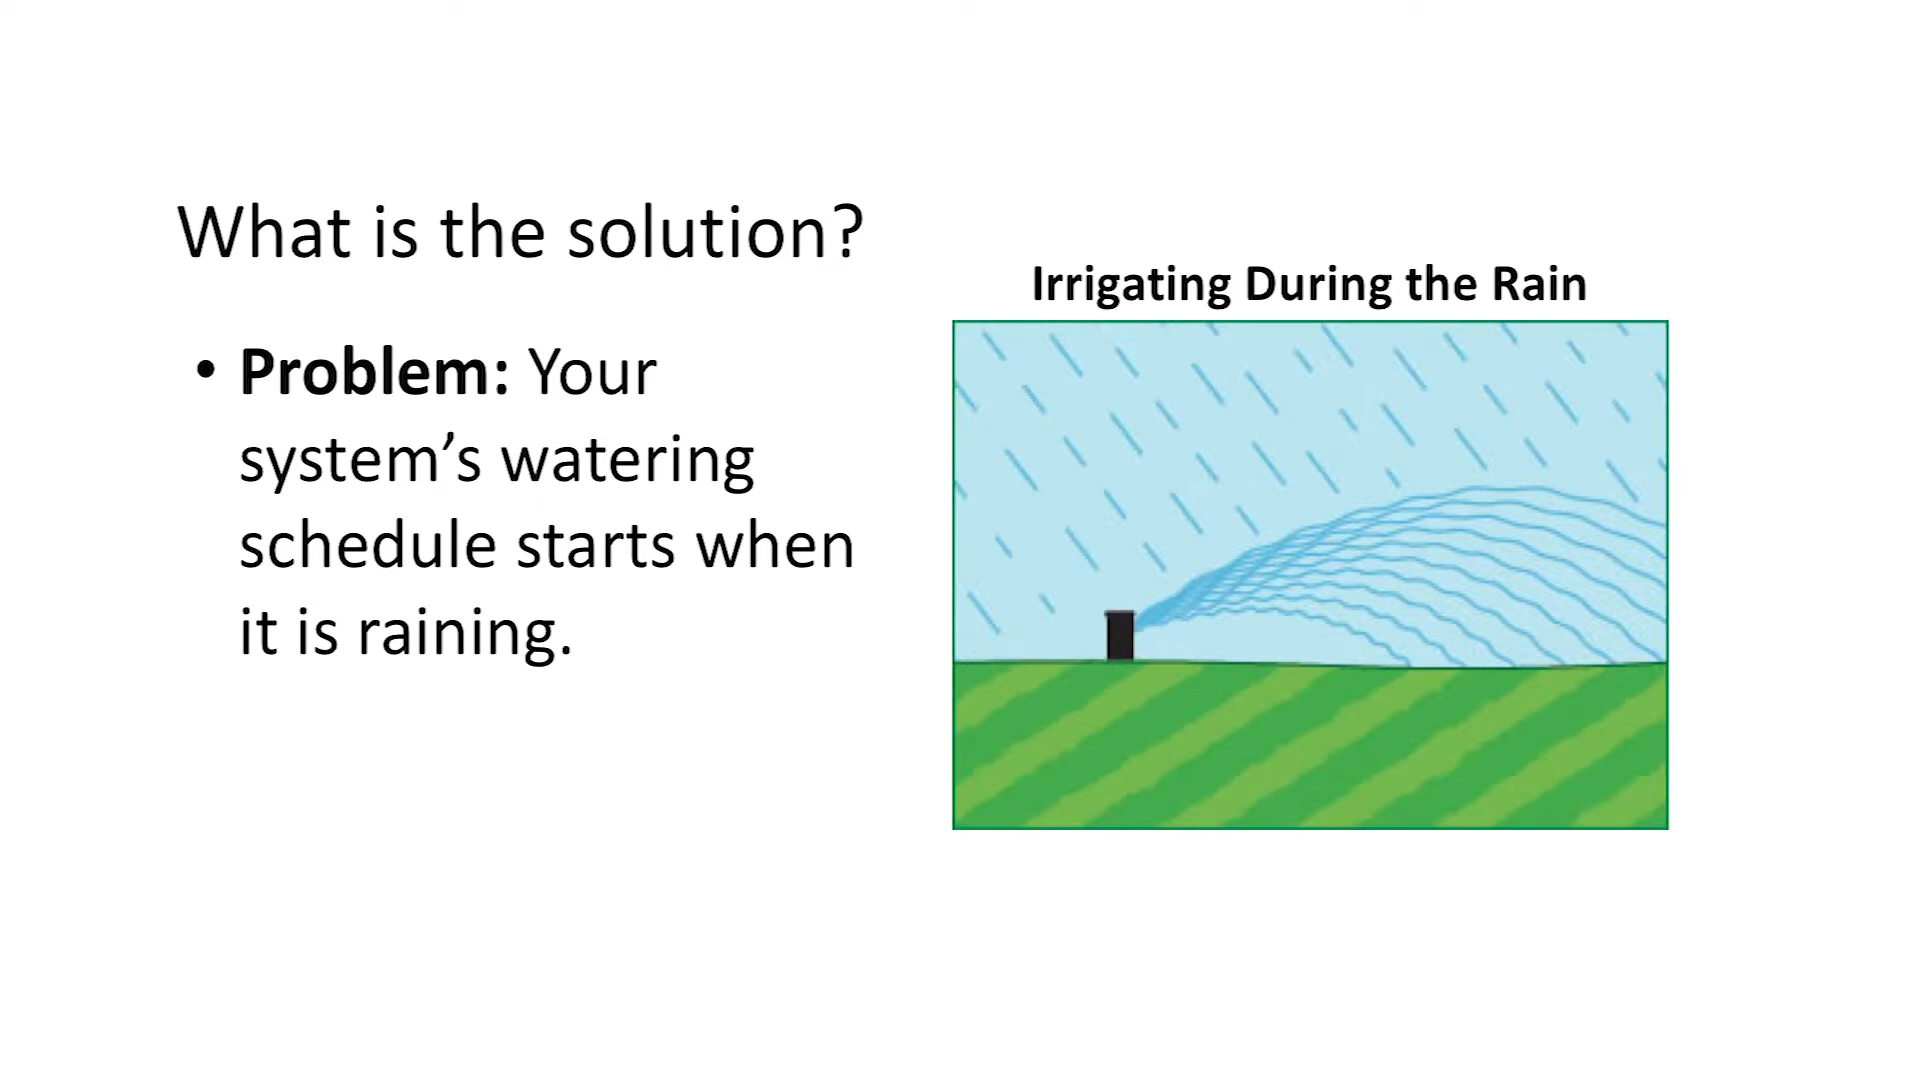 What is the solution?
Irrigating During the Rain
• Problem: Your
system’s watering
schedule starts when
it is raining.